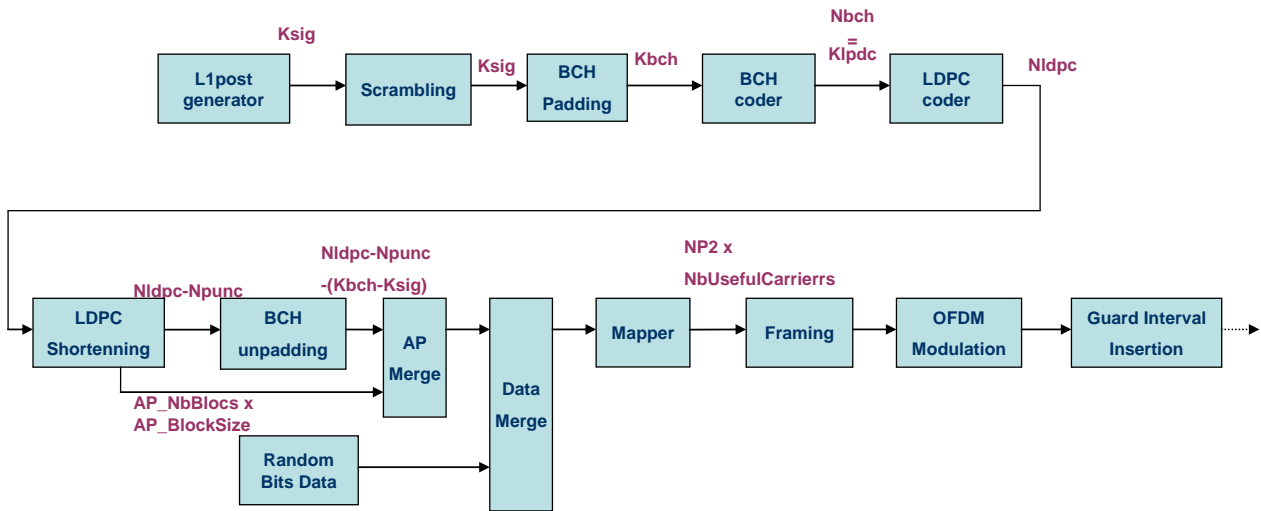 Ksig
Ksig
Kbch
Nbch
=
Klpdc
Nldpc
L1post
generator
Scrambling
BCH
Padding
BCH
coder
LDPC
coder
Nldpc-Npunc
Nldpc-Npunc
-(Kbch-Ksig)
NP2 x
NbUsefulCarrierrs
LDPC
Shortenning
BCH
unpadding
AP
Merge
Data
Merge
Mapper
Framing
OFDM
Modulation
Guard Interval
Insertion
AP_NbBlocs x
AP_BlockSize
Random
Bits Data